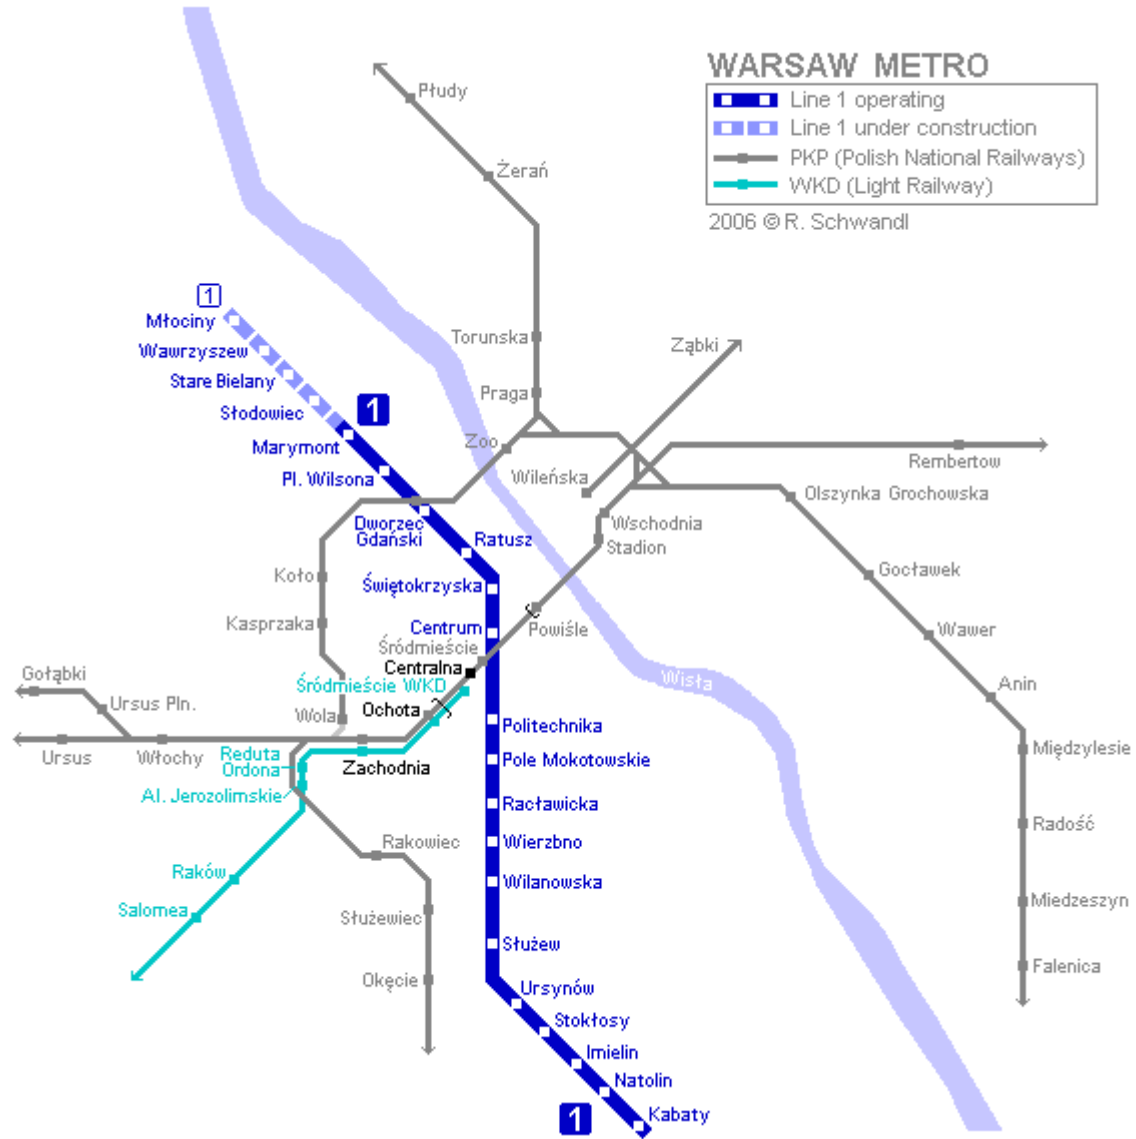 WARSAW METRO
Line 1 operating
Line 1 under construction
PKP (Polish National Railways)
WKD (Light Railway)
2006 © R. Schwandl
Płudy
Żerań
1
Młociny
Wawrzyszew
Stare Bielany
Słodowiec
1
Marymont
Pl. Wilsona
Dworzec
Gdański
Ratusz
Świętokrzyska
Centrum
Śródmieście
Centralna
Śródmieście WKD
Ochota
Torunska
Praga
Zoo
Ząbki
Wileńska
Rembertow
Olszynka Grochowska
Wschodnia
Stadion
Powiśle
Gocławek
Wawer
Anin
Wisła
Międzylesie
Radość
Miedzeszyn
Falenica
Koło
Kasprzaka
Wola
Gołąbki
Ursus Pln.
Ursus
Włochy
Zachodnia
Reduta
Ordona
Al. Jerozolimskie
Raków
Salomea
Rakowiec
Służewiec
Okęcie
Politechnika
Pole Mokotowskie
Racławicka
Wierzbno
Wilanowska
Służew
Ursynów
Stokłosy
Imielin
Natolin
Kabaty
1